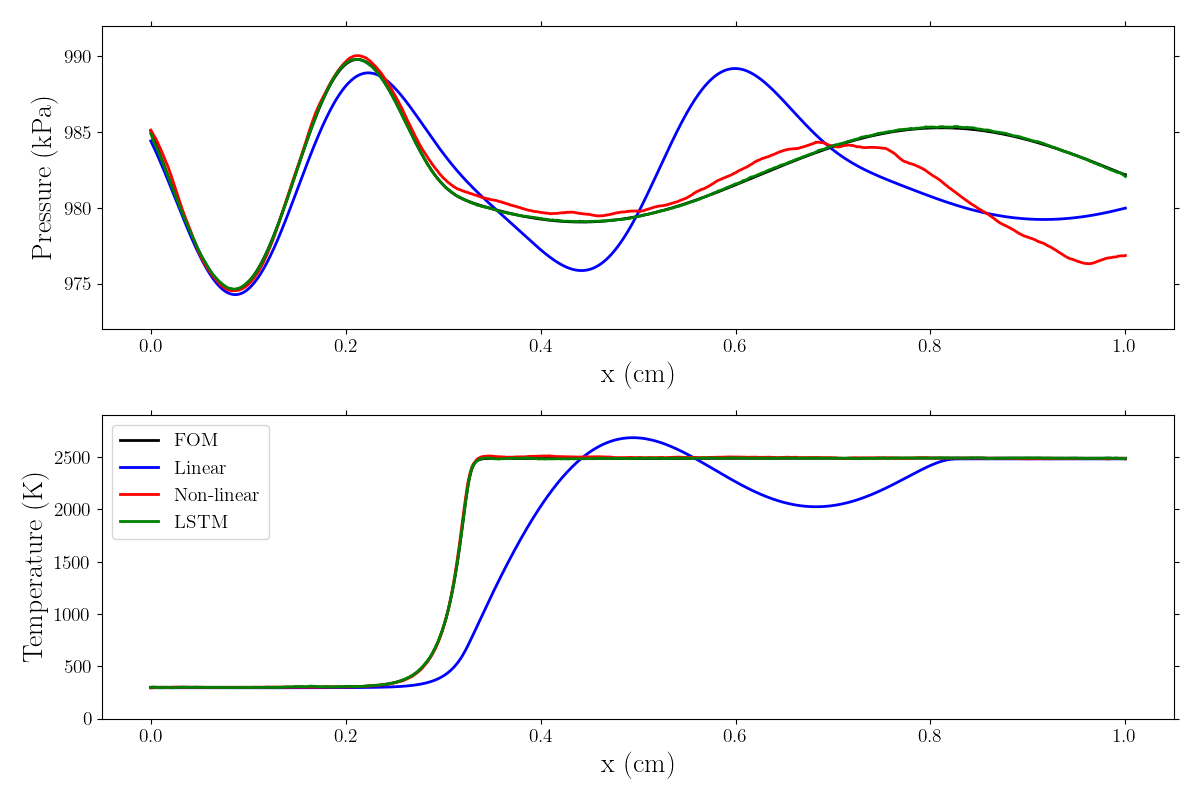 990
985
980
975
Pressure (kPa)
0.0 0.2 0.4 0.6 0.8 1.0
x (cm)
2500
2000
1500
1000
500
0
Temperature (K)
FOM
Linear
Non-linear
LSTM
0.0 0.2 0.4 0.6 0.8 1.0
x (cm)